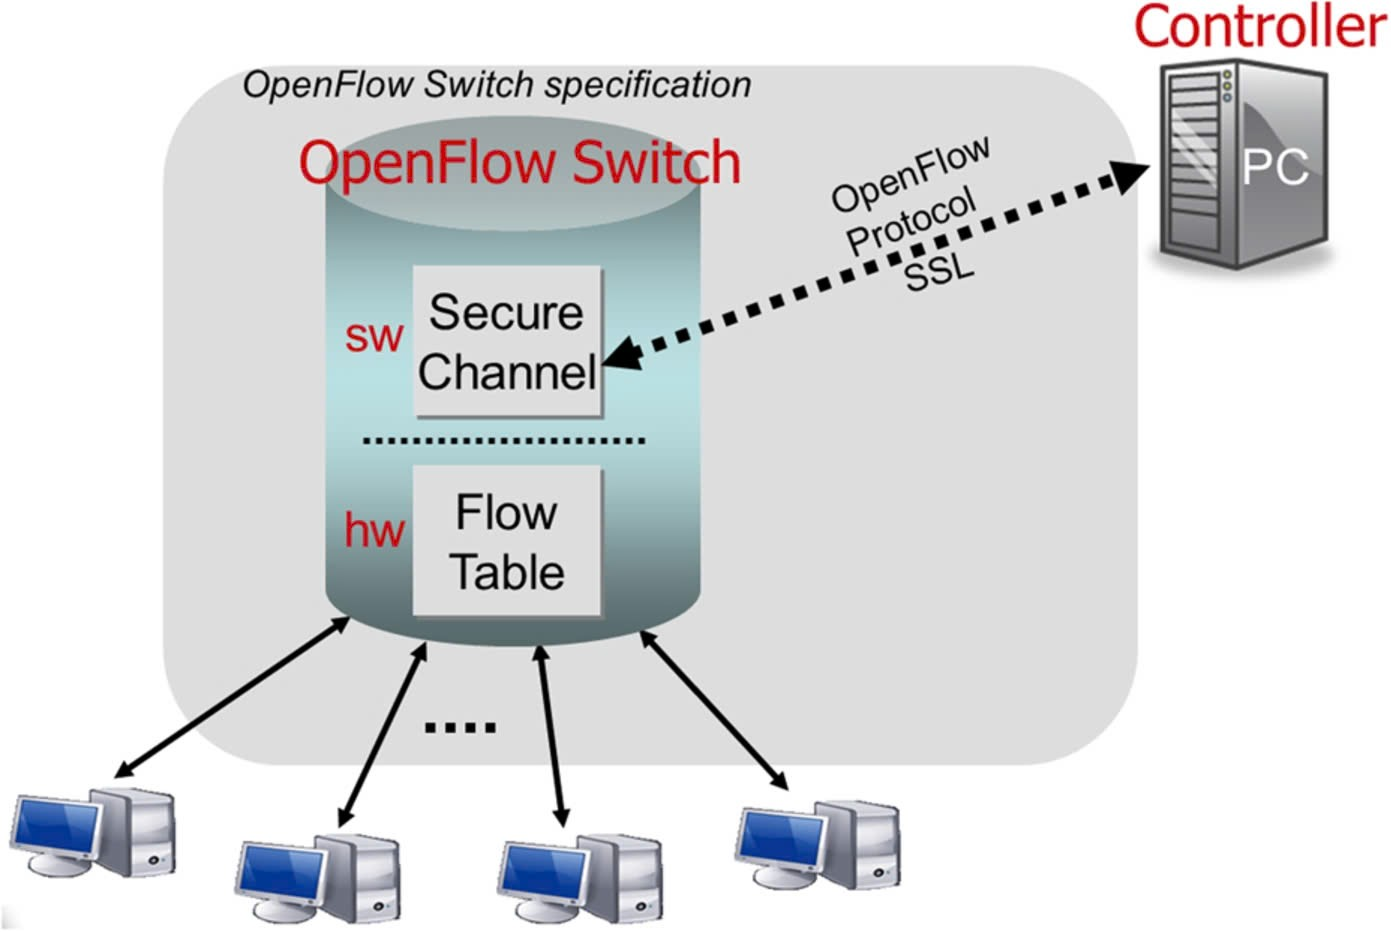 Controller
OpenFlow Switch specification
OpenFlow Switch
OpenFlow
Protocol
SSL
PC
sw
Secure
Channel
hw
Flow
Table